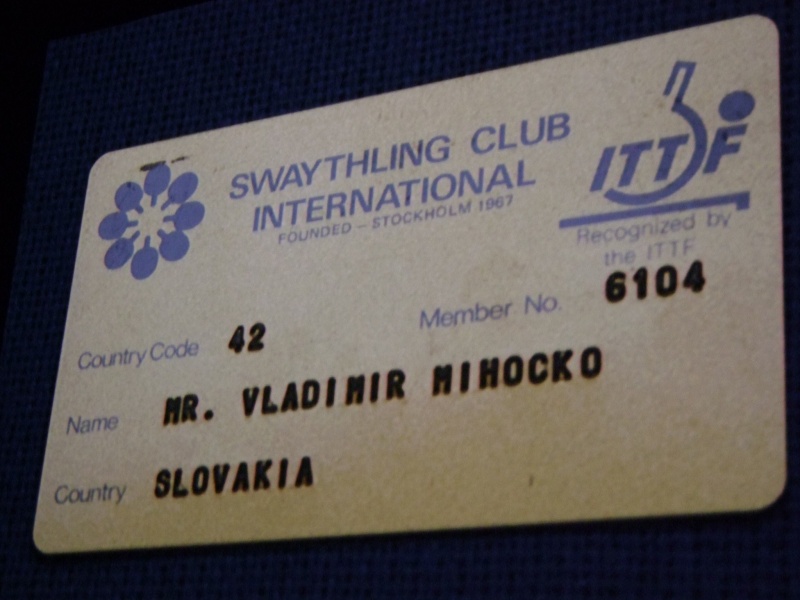 SWAYTHLING CLUB
INTERNATIONAL
FOUNDED – STOCKHOLM 1967
ITTF
Recognized by
the ITTF
Country Code 42
Member No. 6104
Name MR. VLADIMIR MIHOCKO
Country SLOVAKIA